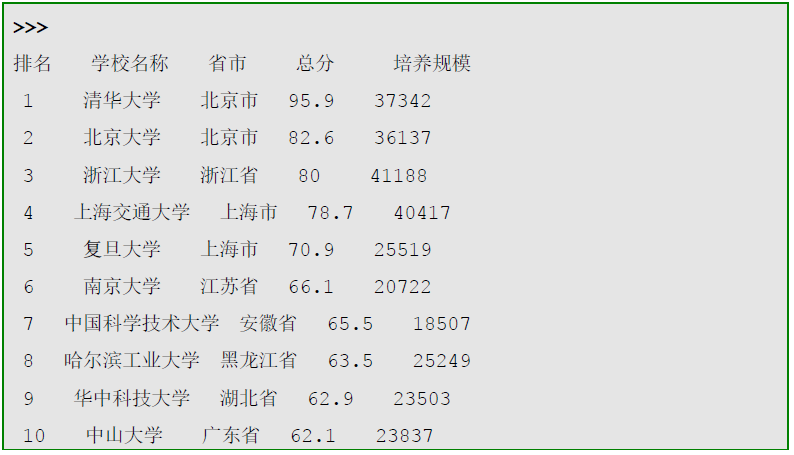 >>>
排名 学校名称 省市 总分 培养规模
1 清华大学 北京市 95.9 37342
2 北京大学 北京市 82.6 36137
3 浙江大学 浙江省 80 41188
4 上海交通大学 上海市 78.7 40417
5 复旦大学 上海市 70.9 25519
6 南京大学 江苏省 66.1 20722
7 中国科学技术大学 安徽省 65.5 18507
8 哈尔滨工业大学 黑龙江省 63.5 25249
9 华中科技大学 湖北省 62.9 23503
10 中山大学 广东省 62.1 23837